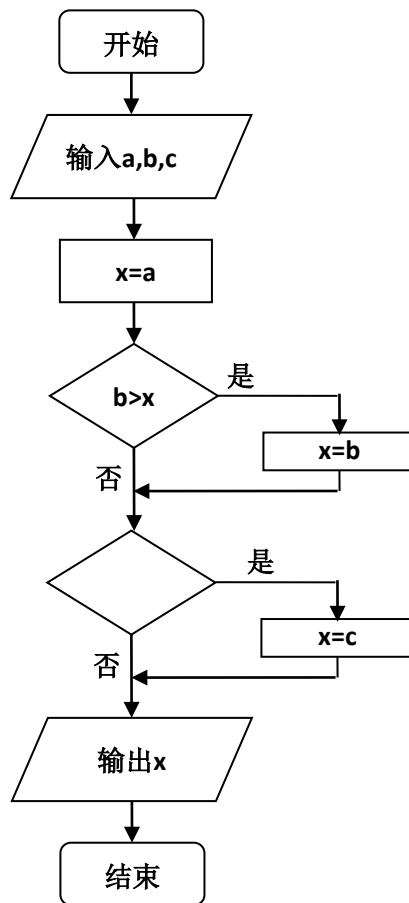 开始
输入a,b,c
x=a
b>x
是
x=b
否
是
x=c
否
输出x
结束